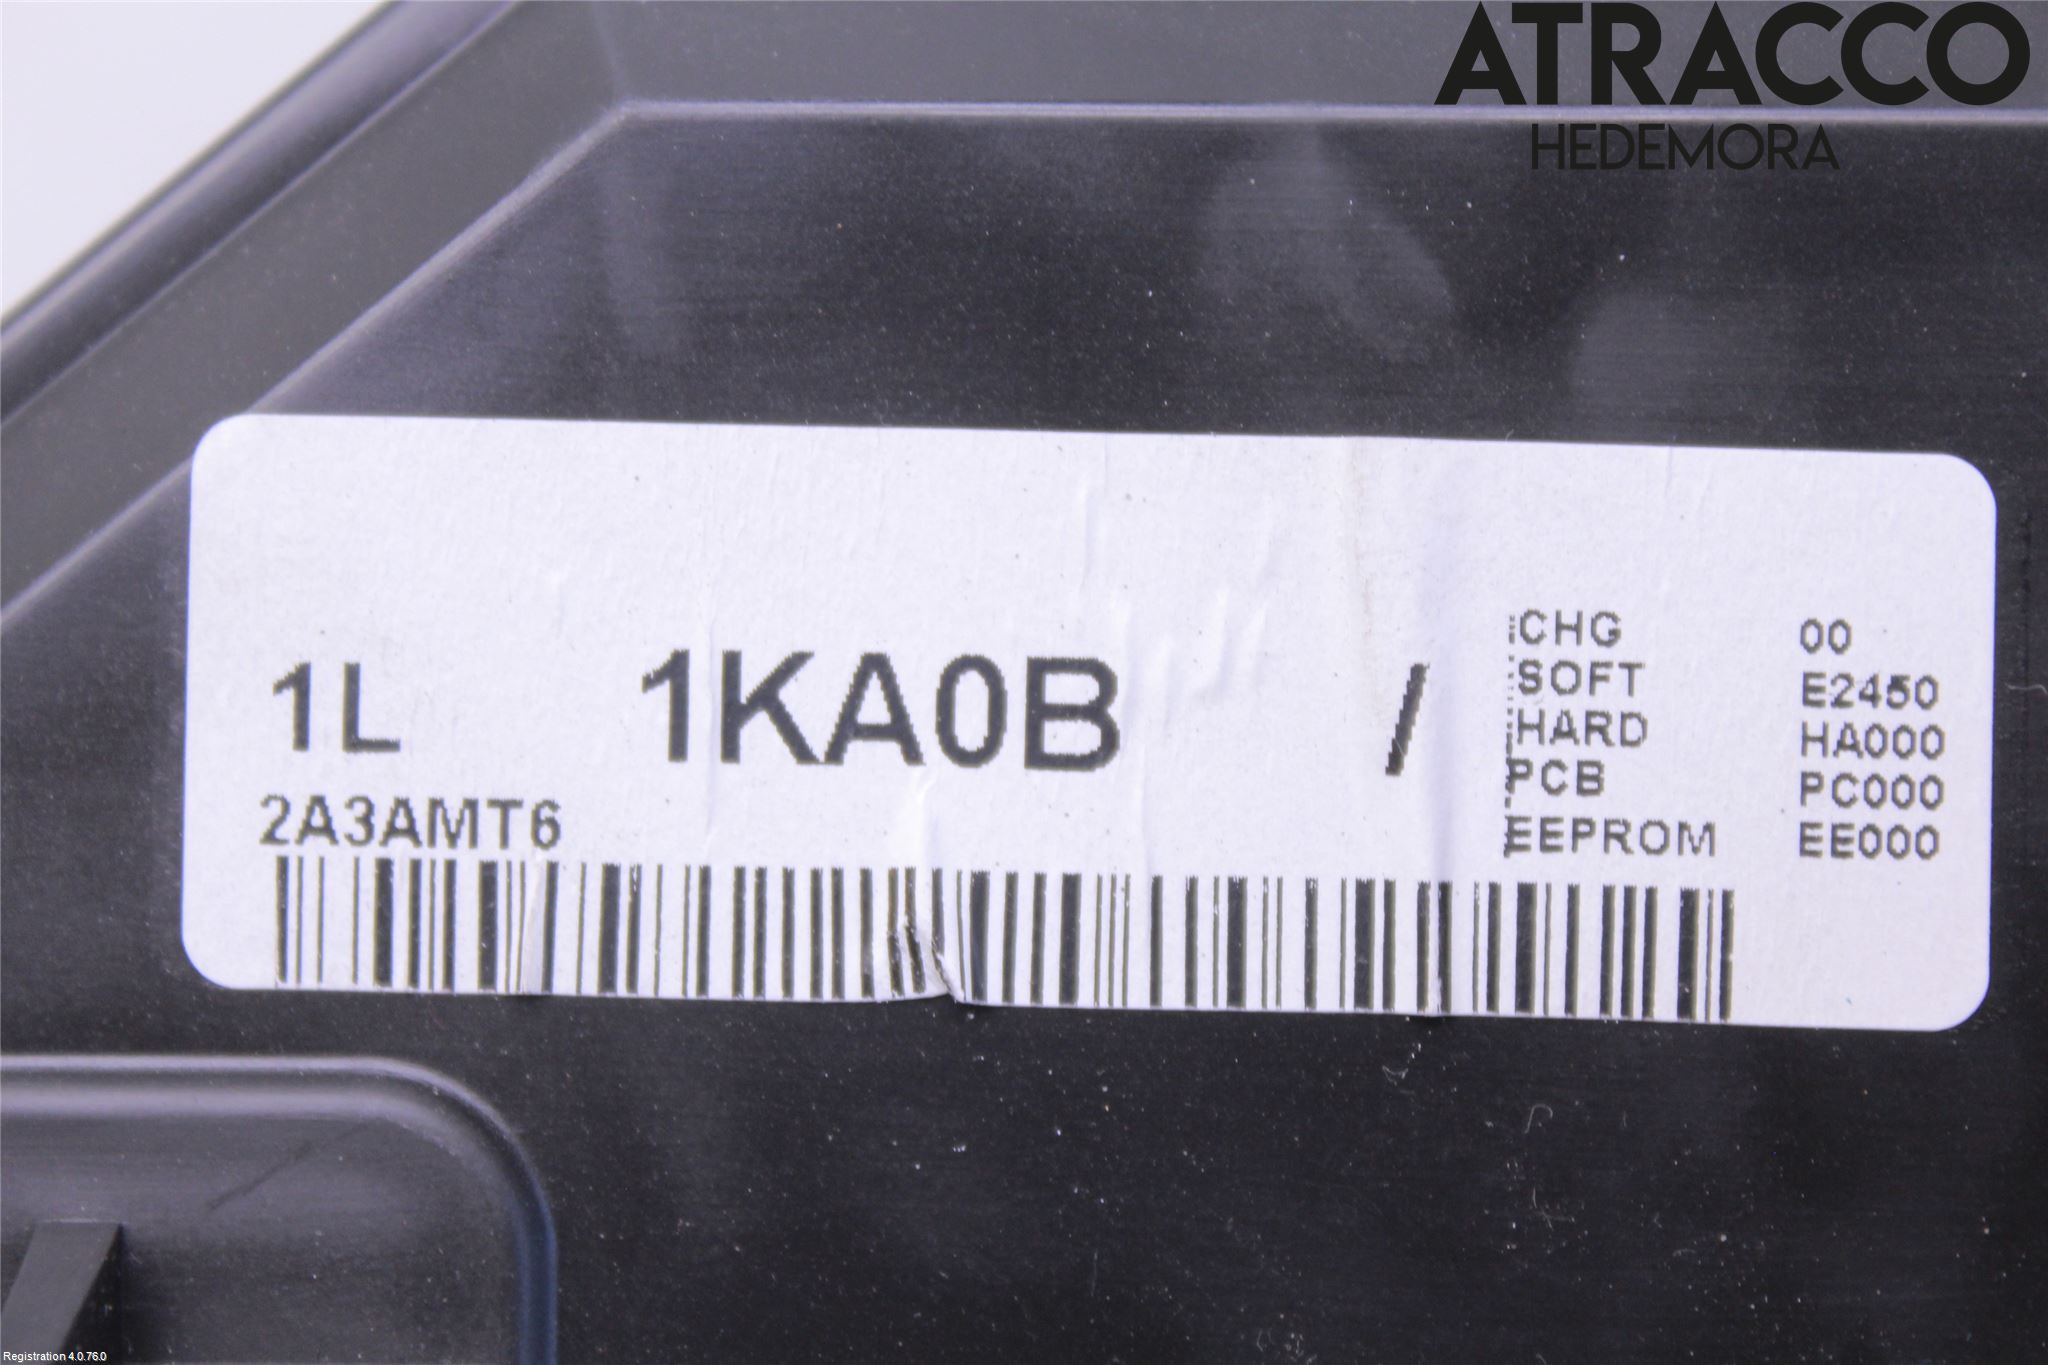 ATRACCO
HEDEMORA
1L 1KA0B /
CHG 00
SOFT E2450
HARD HA000
PCB PC000
EEPROM EE000
2A3AMT6
Registration 4.0.76.0